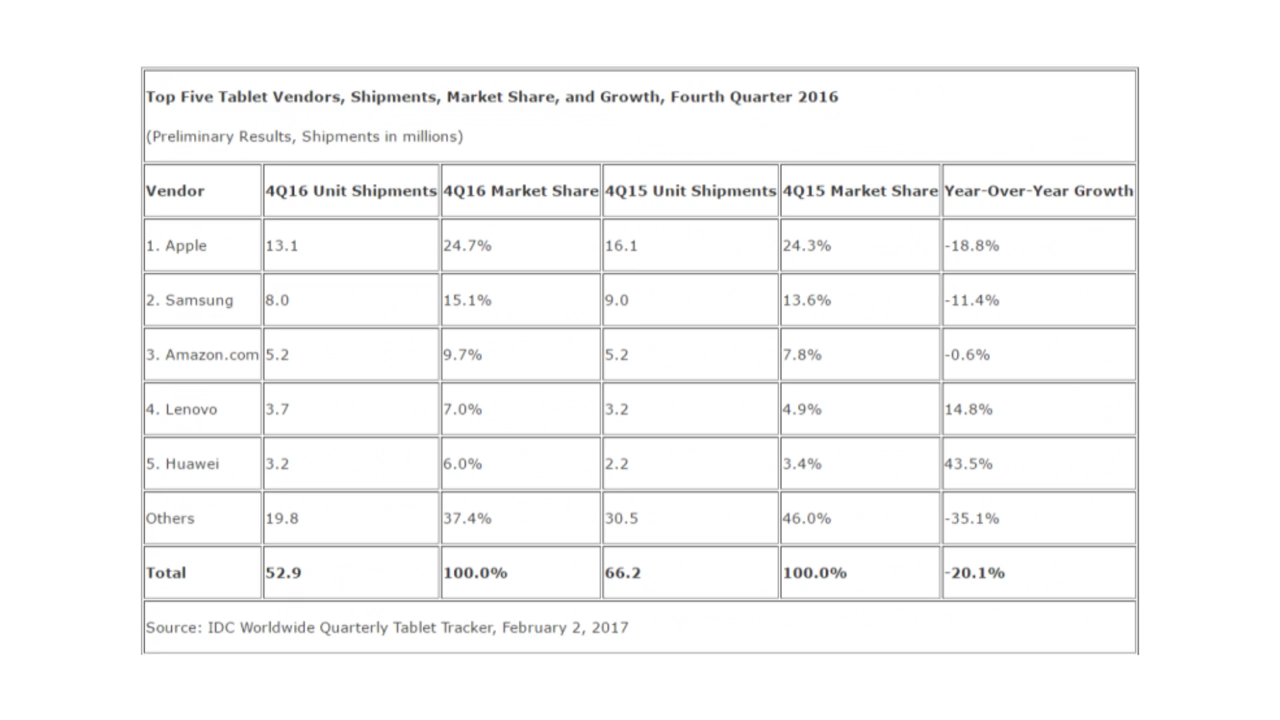 Top Five Tablet Vendors, Shipments, Market Share, and Growth, Fourth Quarter 2016
(Preliminary Results, Shipments in millions)
Vendor 4Q16 Unit Shipments 4Q16 Market Share 4Q15 Unit Shipments 4Q15 Market Share Year-Over-Year Growth
1. Apple 13.1 24.7% 16.1 24.3% -18.8%
2. Samsung 8.0 15.1% 9.0 13.6% -11.4%
3. Amazon.com 5.2 9.7% 5.2 7.8% -0.6%
4. Lenovo 3.7 7.0% 3.2 4.9% 14.8%
5. Huawei 3.2 6.0% 2.2 3.4% 43.5%
Others 19.8 37.4% 30.5 46.0% -35.1%
Total 52.9 100.0% 66.2 100.0% -20.1%
Source: IDC Worldwide Quarterly Tablet Tracker, February 2, 2017